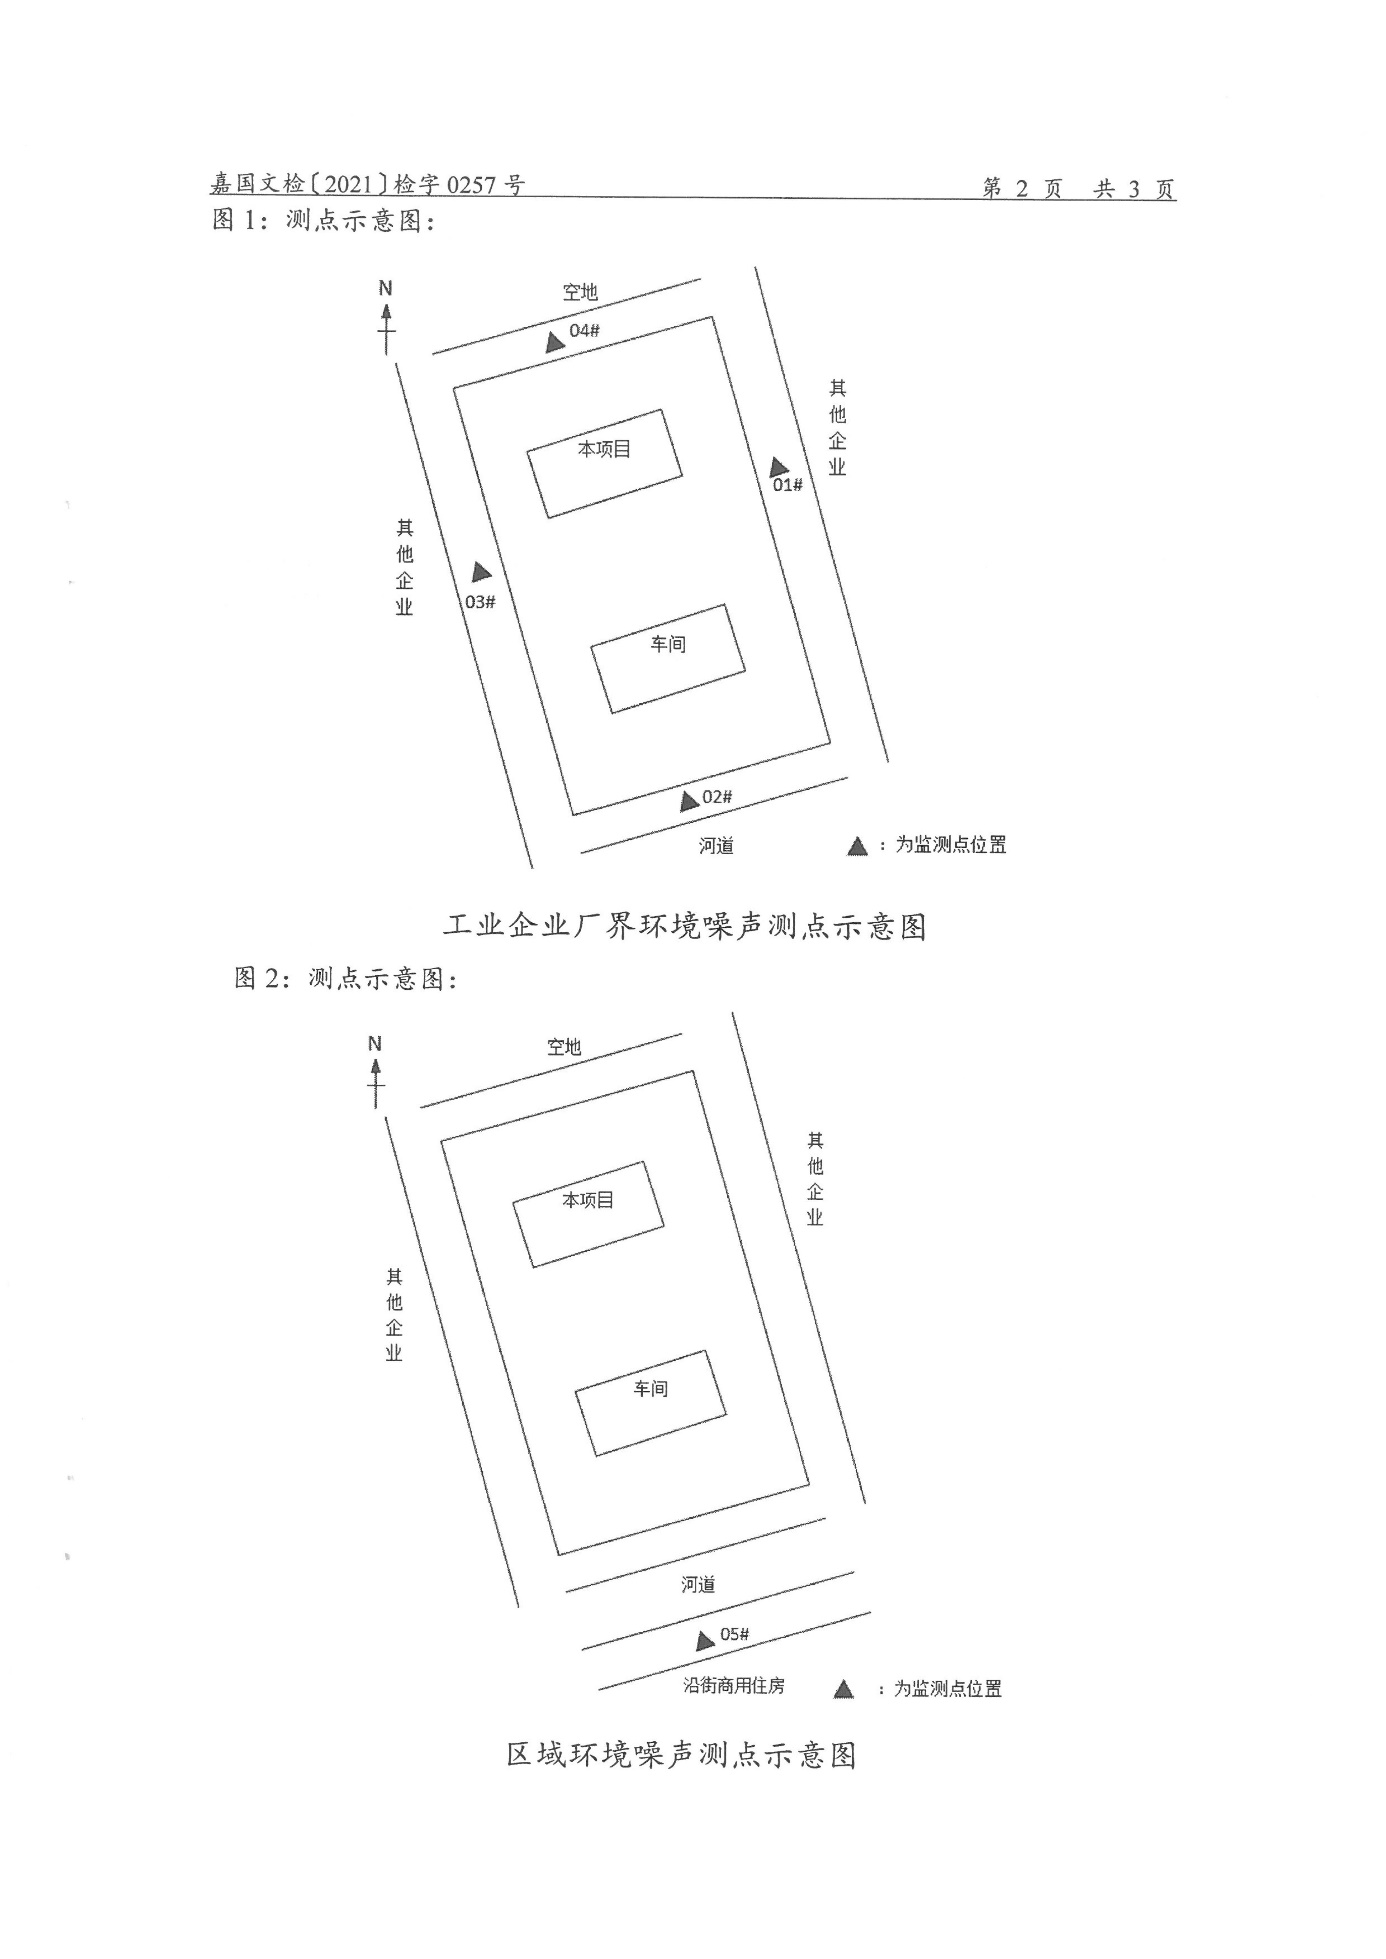 嘉国文检〔2021〕检字0257号 第 2 页 共 3 页
图 1：测点示意图：
N
空地
04#
其他企业
本项目
01#
其他企业
03#
车间
02#
河道
：为监测点位置
工业企业厂界环境噪声测点示意图
图 2：测点示意图：
N
空地
其他企业
本项目
其他企业
车间
河道
05#
沿街商用住房
：为监测点位置
区域环境噪声测点示意图